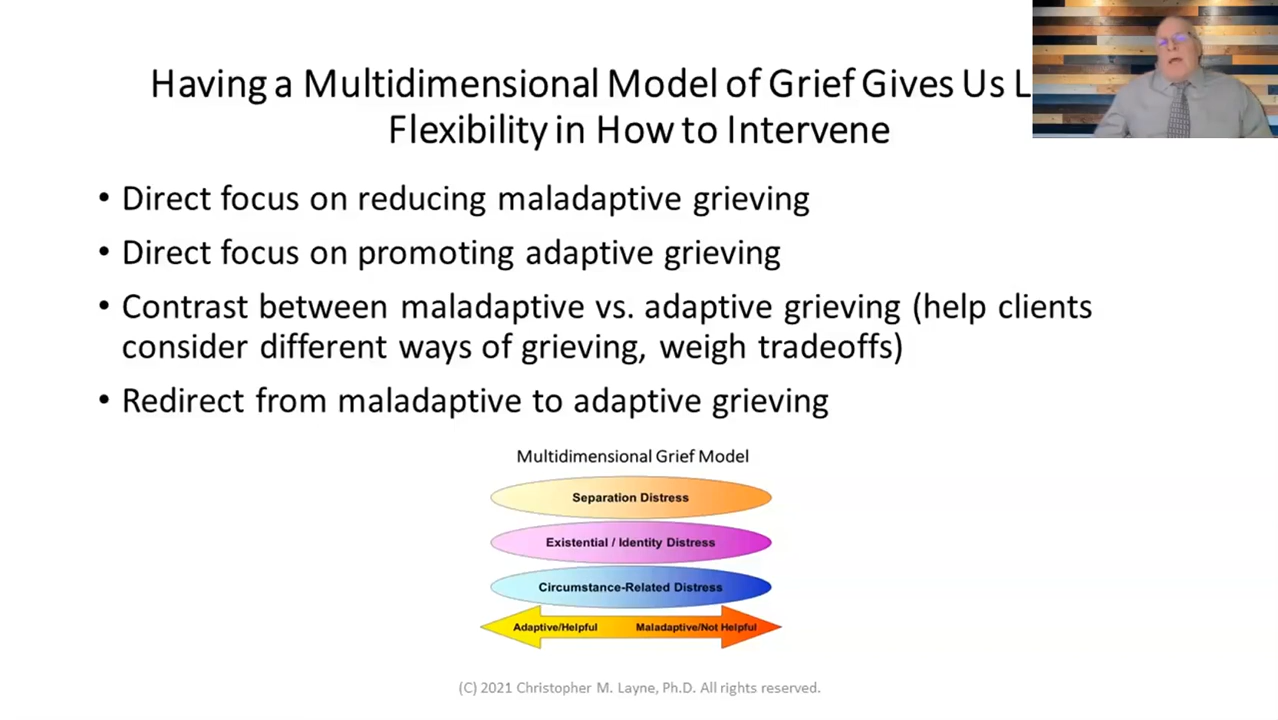 Having a Multidimensional Model of Grief Gives Us
Flexibility in How to Intervene
• Direct focus on reducing maladaptive grieving
• Direct focus on promoting adaptive grieving
• Contrast between maladaptive vs. adaptive grieving (help clients
consider different ways of grieving, weigh tradeoffs)
• Redirect from maladaptive to adaptive grieving
Multidimensional Grief Model
Separation Distress
Existential / Identity Distress
Circumstance-Related Distress
Adaptive/Helpful Maladaptive/Not Helpful
(C) 2021 Christopher M. Layne, Ph.D. All rights reserved.